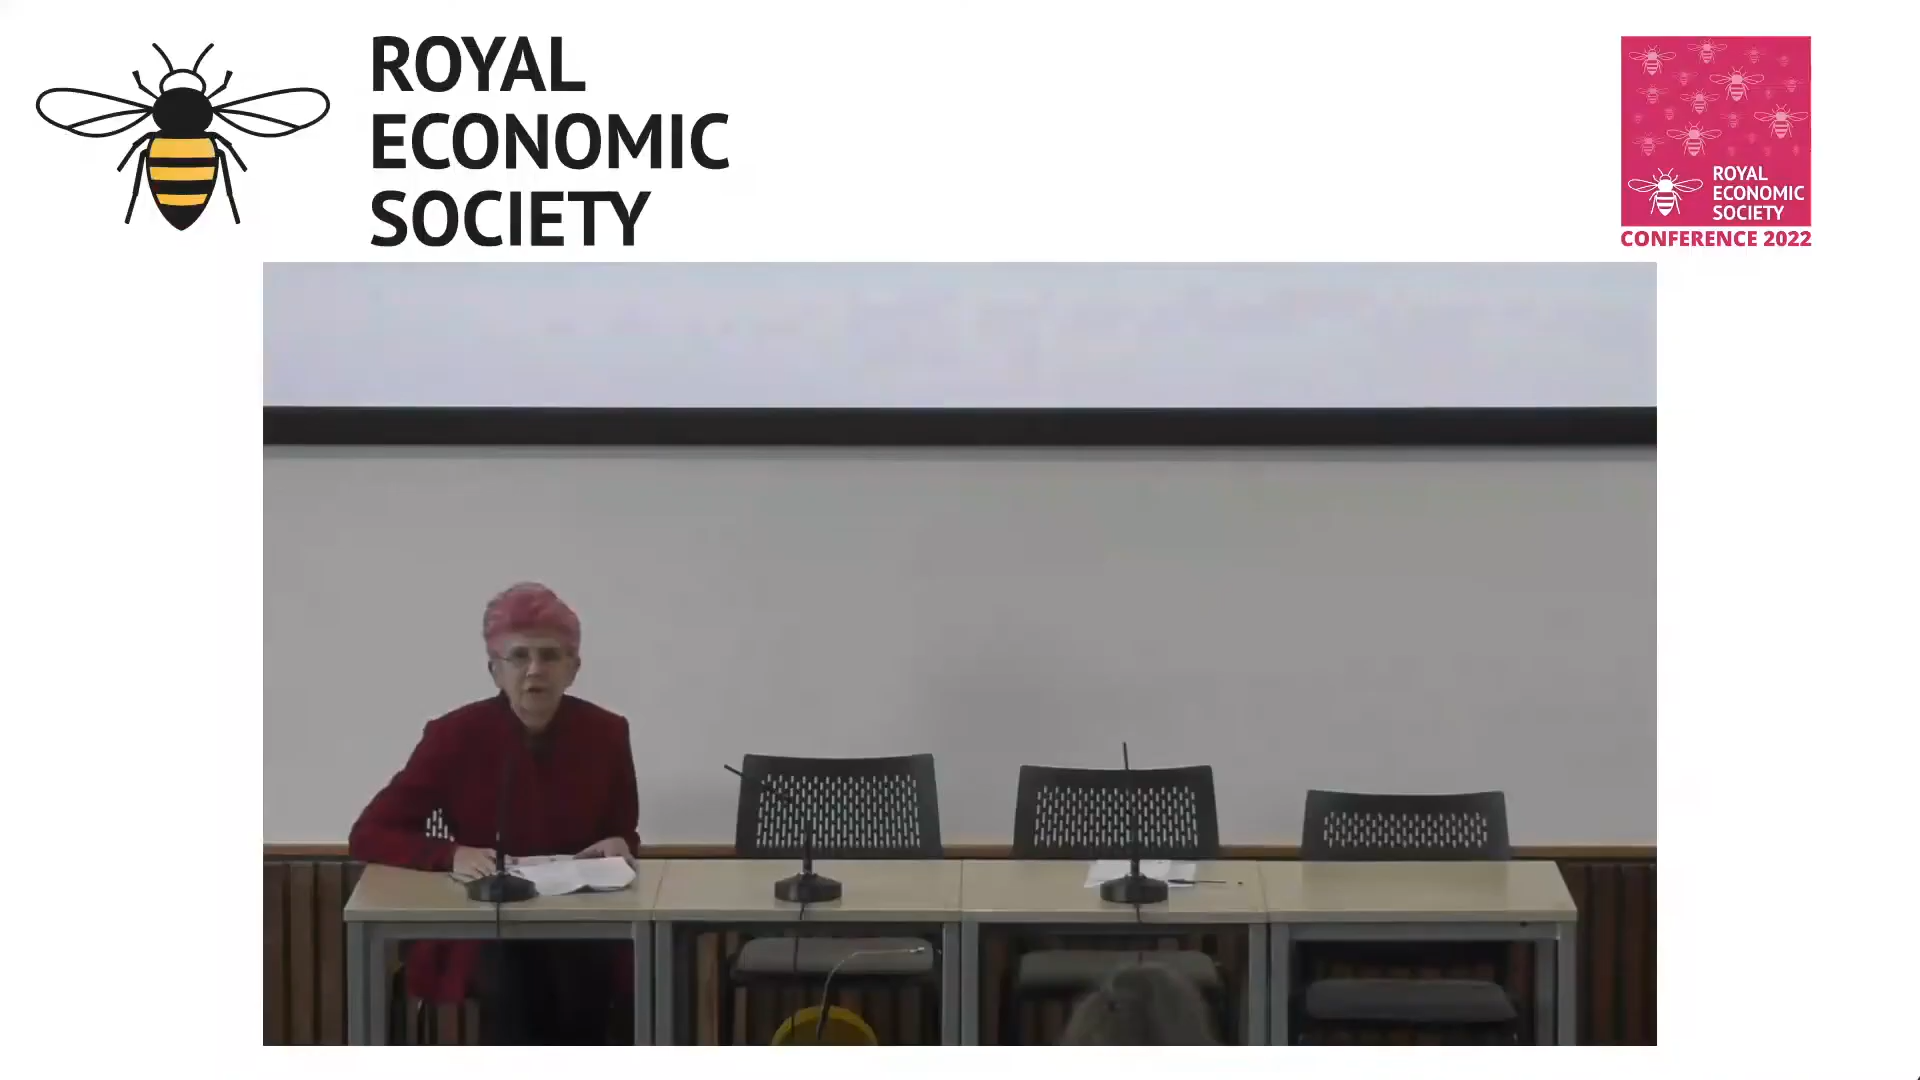 ROYAL
ECONOMIC
SOCIETY
ROYAL
ECONOMIC
SOCIETY
CONFERENCE 2022